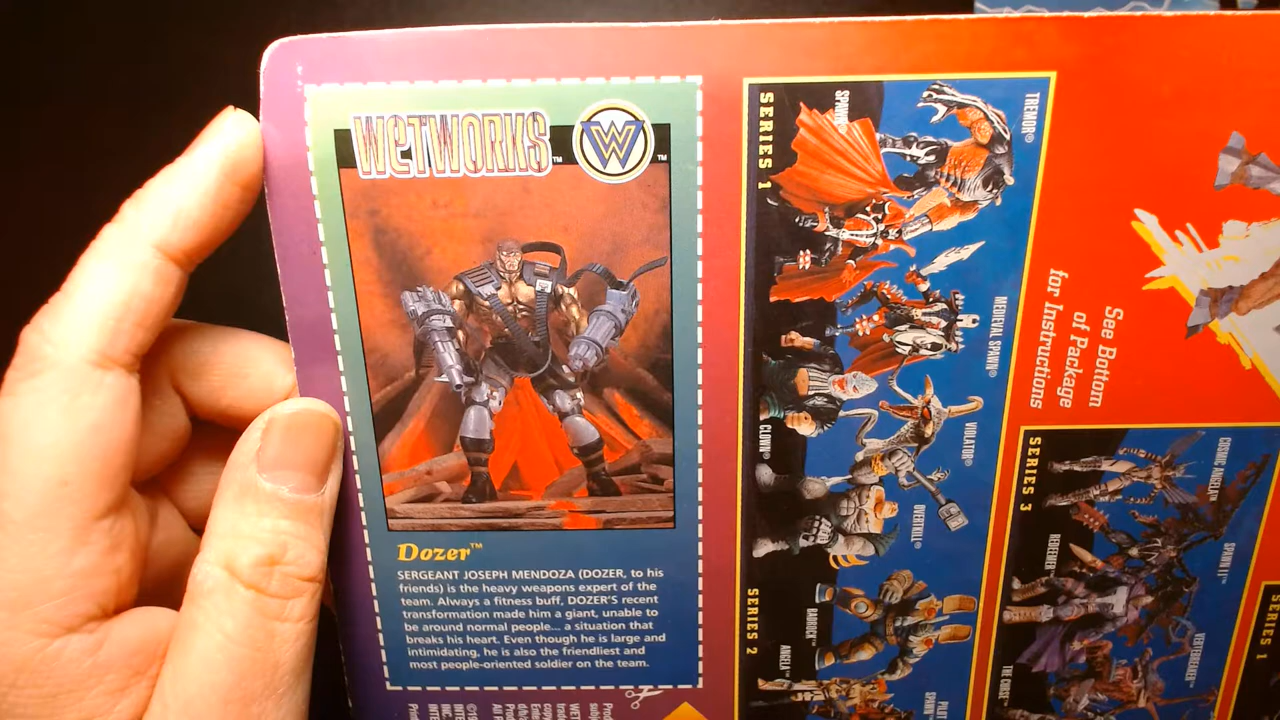 WETWORKS™
W
™
Dozer™
SERGEANT JOSEPH MENDOZA (DOZER, to his
friends) is the heavy weapons expert of the
team. Always a fitness buff, DOZER'S recent
transformation made him a giant, unable to
be around normal people... a situation that
breaks his heart. Even though he is large and
intimidating, he is also the friendliest and
most people-oriented soldier on the team.
SERIES 1
SPAWN®
TREMOR®
MEDIEVAL SPAWN™
CLOWN®
VIOLATOR®
OVERTKILL®
SERIES 2
BADROCK™
ANGELA™
PILOT
SPAWN™
See Bottom
of Package
for Instructions
SERIES 3
COSMIC ANGELA™
REDEEMER™
SPAWN II™
VERTEBREAKER™
THE CURSE™
SERIES 1